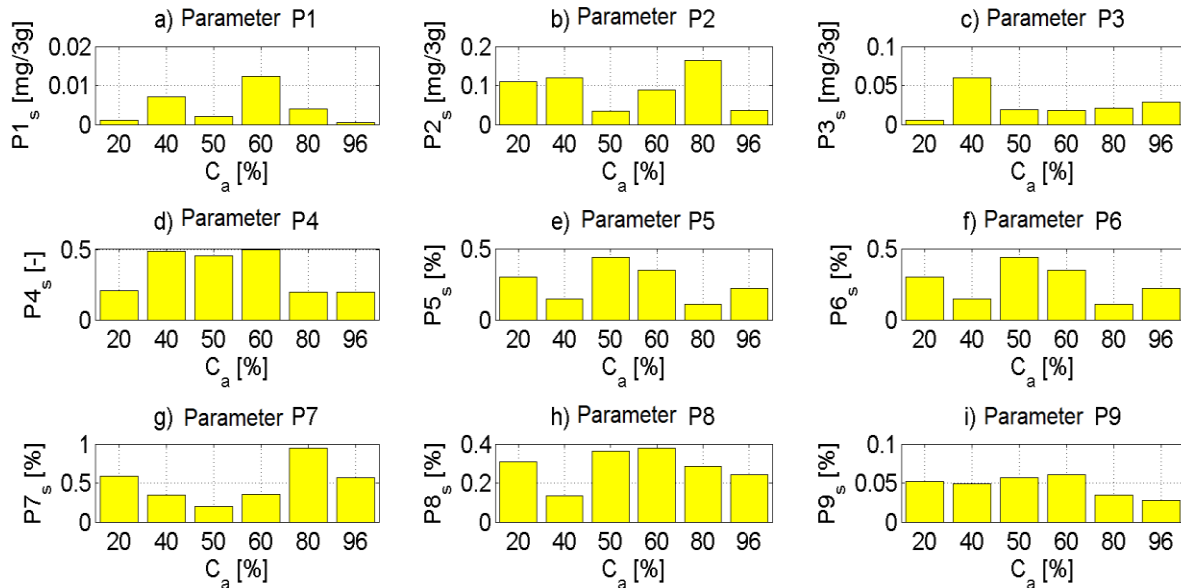 a) Parameter P1
0.02
0.01
0
P1s [mg/3g]
20 40 50 60 80 96
Ca [%]
b) Parameter P2
0.2
0.1
0
P2s [mg/3g]
20 40 50 60 80 96
Ca [%]
c) Parameter P3
0.1
0.05
0
P3s [mg/3g]
20 40 50 60 80 96
Ca [%]
d) Parameter P4
0.5
0
P4s [-]
20 40 50 60 80 96
Ca [%]
e) Parameter P5
0.5
0
P5s [%]
20 40 50 60 80 96
Ca [%]
f) Parameter P6
0.5
0
P6s [%]
20 40 50 60 80 96
Ca [%]
g) Parameter P7
1
0.5
0
P7s [%]
20 40 50 60 80 96
Ca [%]
h) Parameter P8
0.4
0.2
0
P8s [%]
20 40 50 60 80 96
Ca [%]
i) Parameter P9
0.1
0.05
0
P9s [%]
20 40 50 60 80 96
Ca [%]